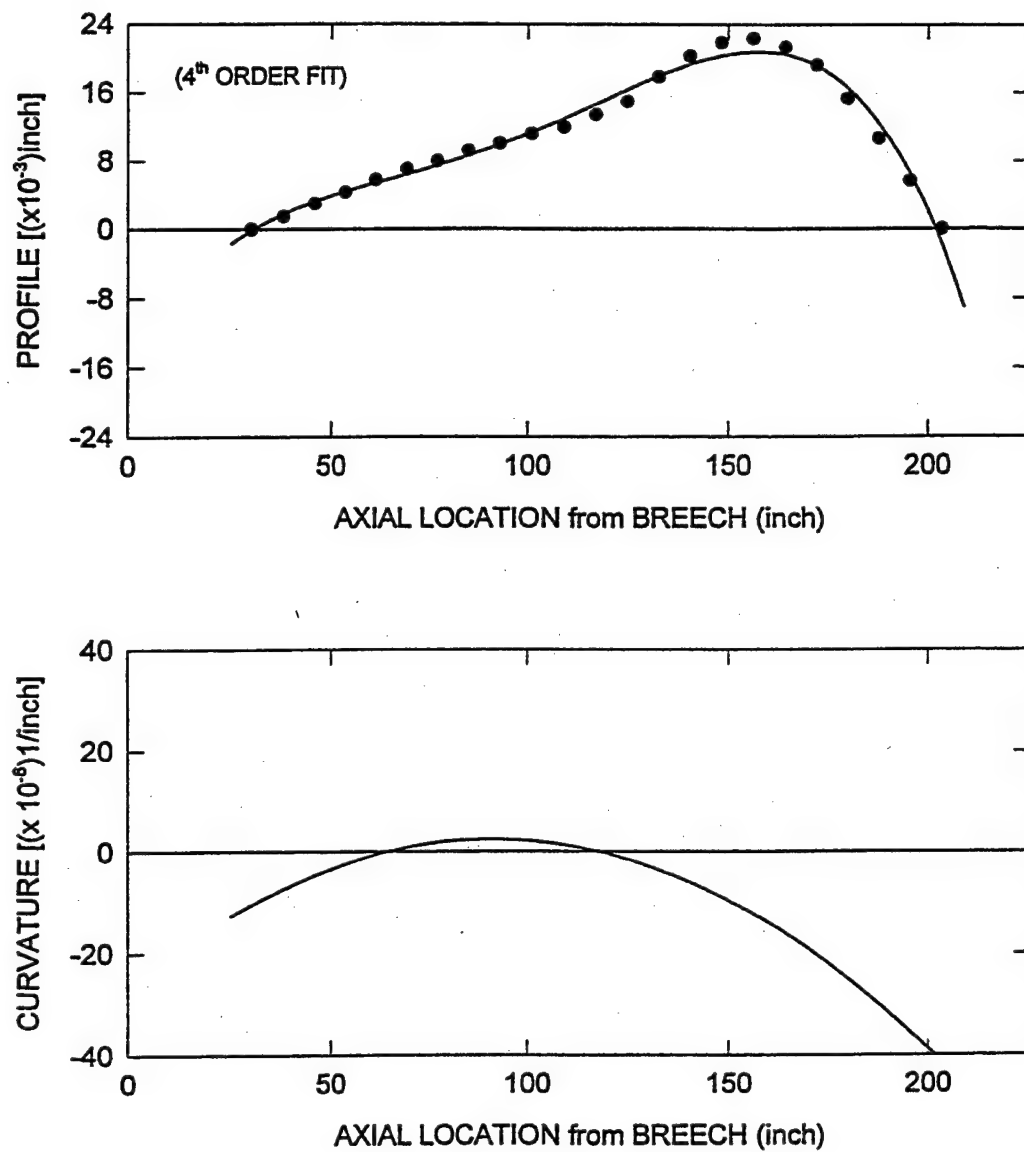 24
16
8
0
-8
-16
-24
PROFILE [(x10⁻³)inch]
(4ᵗʰ ORDER FIT)
0 50 100 150 200
AXIAL LOCATION from BREECH (inch)
40
20
0
-20
-40
CURVATURE [(x 10⁻⁶)1/inch]
0 50 100 150 200
AXIAL LOCATION from BREECH (inch)